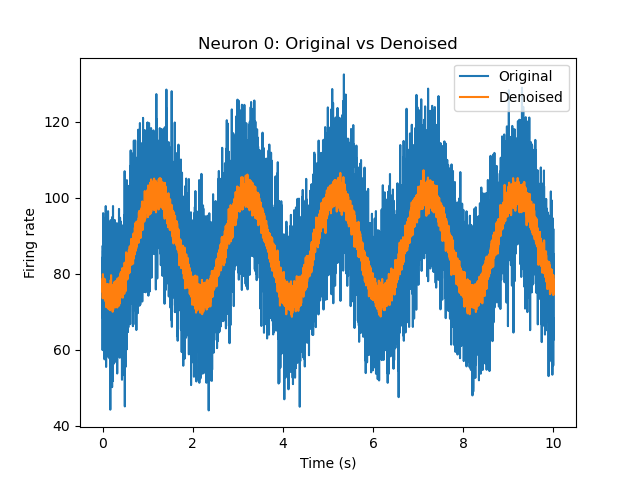 Neuron 0: Original vs Denoised
Original
Denoised
120
100
80
60
40
Firing rate
0 2 4 6 8 10
Time (s)